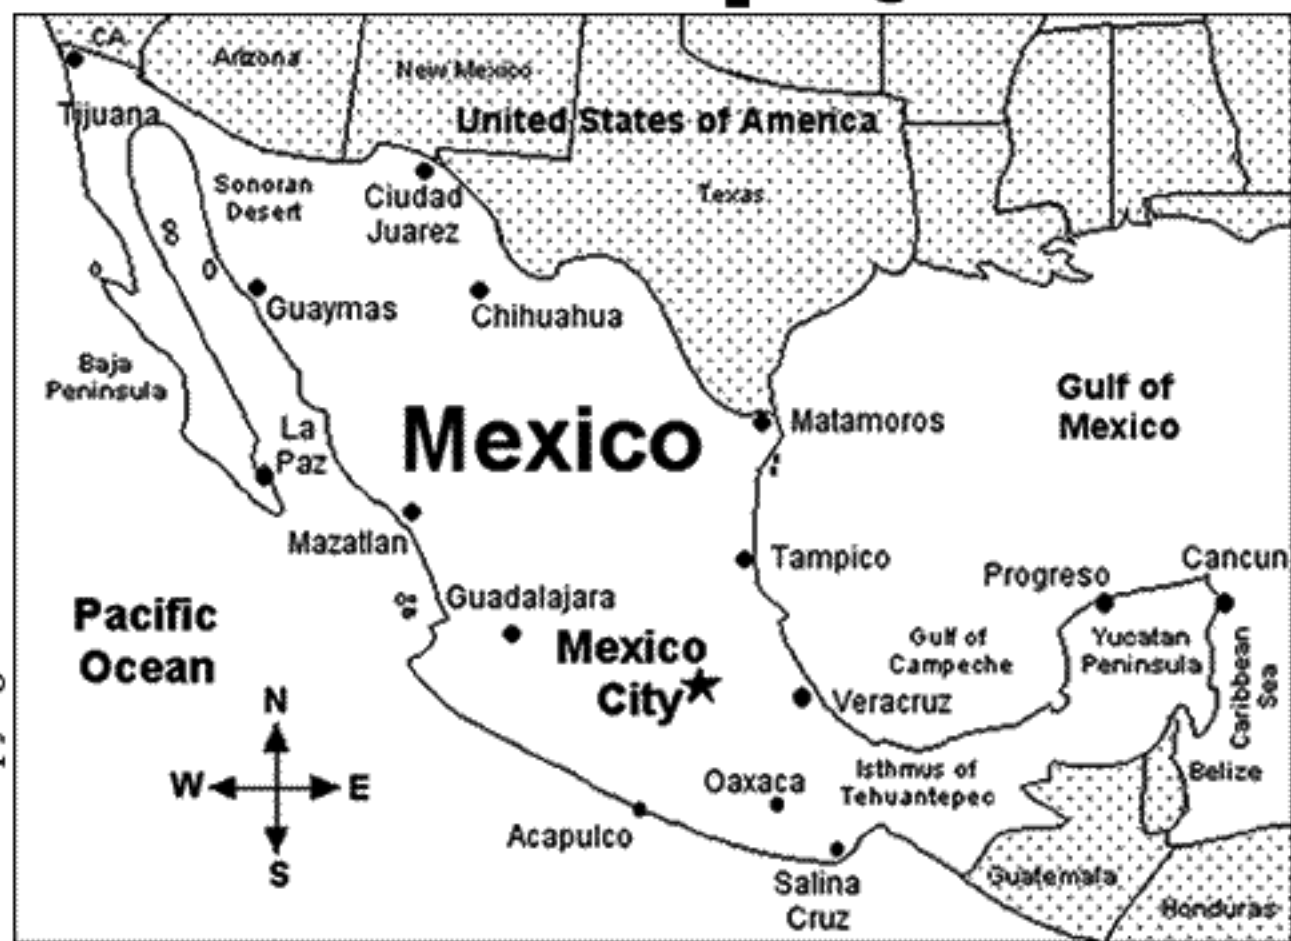 CA
Arizona
New Mexico
United States of America
Tijuana
Sonoran
Desert
Ciudad
Juarez
Texas
Guaymas
Chihuahua
Baja
Peninsula
Gulf of
Mexico
La
Paz
Mexico
Matamoros
Mazatlan
Tampico
Progreso
Cancun
Pacific
Ocean
Guadalajara
Mexico
City
Gulf of
Campeche
Yucatan
Peninsula
Caribbean
Sea
Veracruz
N
W
E
S
Oaxaca
Isthmus of
Tehuantepec
Belize
Acapulco
Salina
Cruz
Guatemala
Honduras